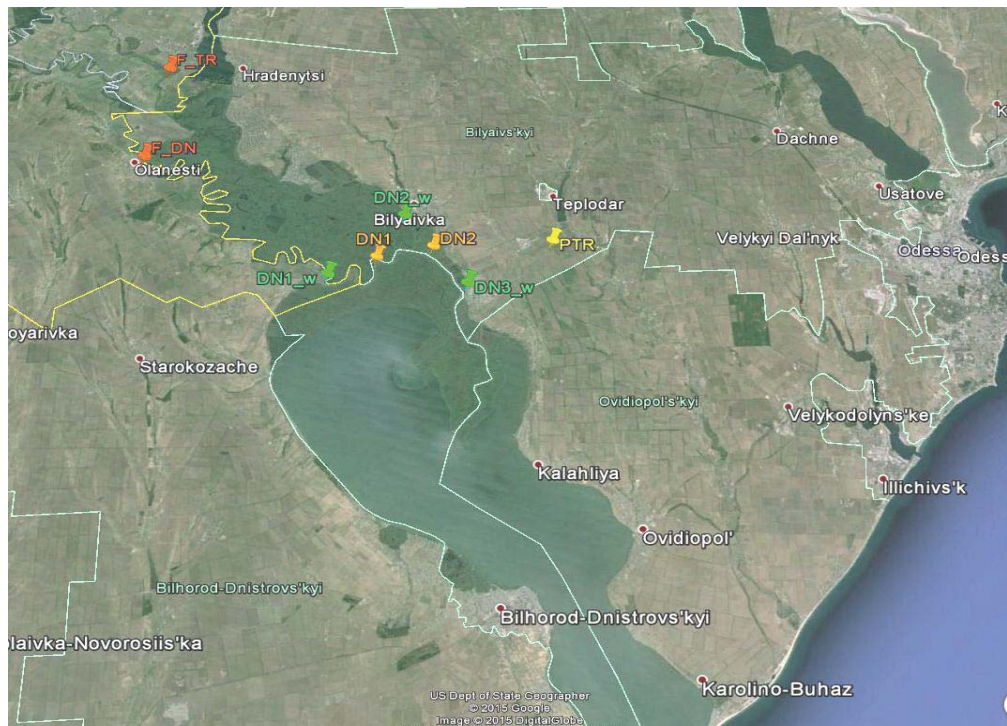 F_TR
Hradenytsi
Bilyaivs'kyi
Dachne
K
F_DN
Olanesti
DN2_w
Bilyaivka
Teplodar
Usatove
DN1
DN2
PTR
Velykyi Dal'nyk
Odessa
Odess
DN1_w
DN3_w
oyarivka
Starokozache
Ovidiopol's'kyi
Velykodolyns'ke
Kalahliya
Illichivs'k
Ovidiopol'
Bilhorod-Dnistrovs'kyi
Bilhorod-Dnistrovs'kyi
olaivka-Novorosiis'ka
Karolino-Buhaz
US Dept of State Geographer
© 2015 Google
Image © 2015 DigitalGlobe